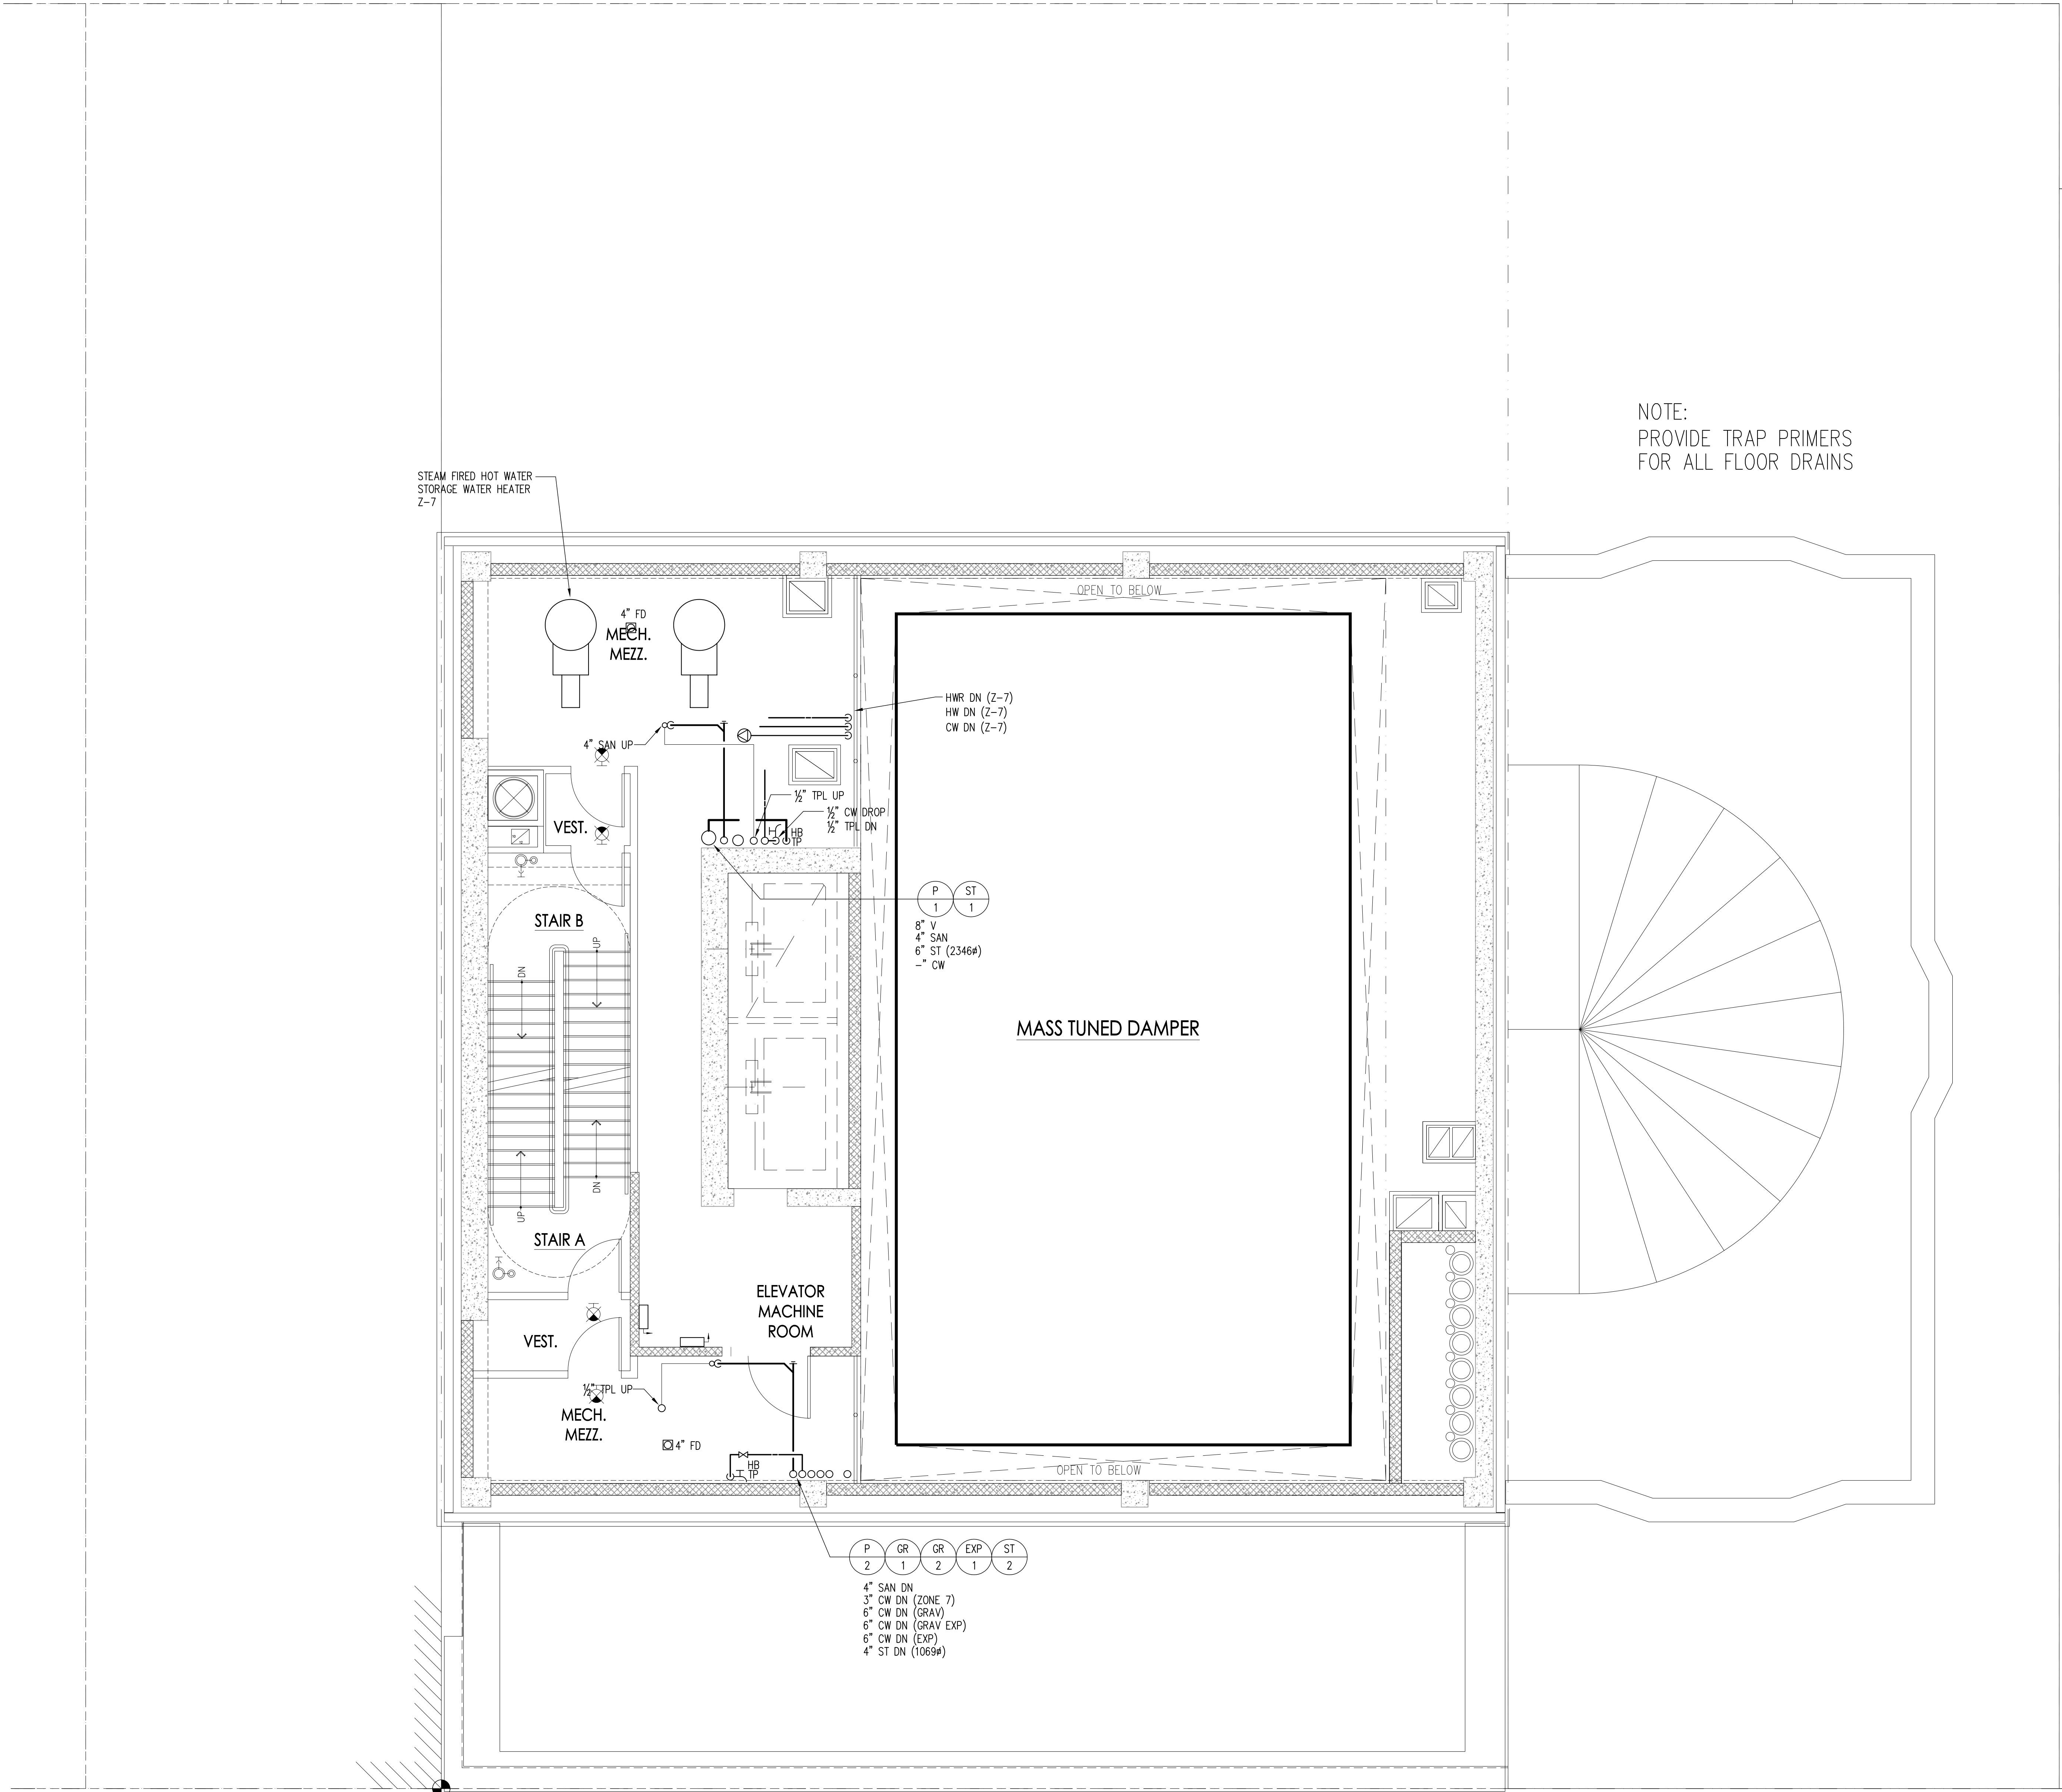 NOTE:
PROVIDE TRAP PRIMERS
FOR ALL FLOOR DRAINS
STEAM FIRED HOT WATER
STORAGE WATER HEATER
Z-7
OPEN TO BELOW
4" FD
MECH.
MEZZ.
HWR DN (Z-7)
HW DN (Z-7)
CW DN (Z-7)
4" SAN UP
½" TPL UP
½" CW DROP
½" TPL DN
HB
TP
VEST.
P
1
ST
1
8" V
4" SAN
6" ST (2346⌀)
-" CW
STAIR B
UP
DN
MASS TUNED DAMPER
DN
UP
STAIR A
ELEVATOR
MACHINE
ROOM
VEST.
½" TPL UP
MECH.
MEZZ.
4" FD
HB
TP
OPEN TO BELOW
P
2
GR
1
GR
2
EXP
1
ST
2
4" SAN DN
3" CW DN (ZONE 7)
6" CW DN (GRAV)
6" CW DN (GRAV EXP)
6" CW DN (EXP)
4" ST DN (1069⌀)